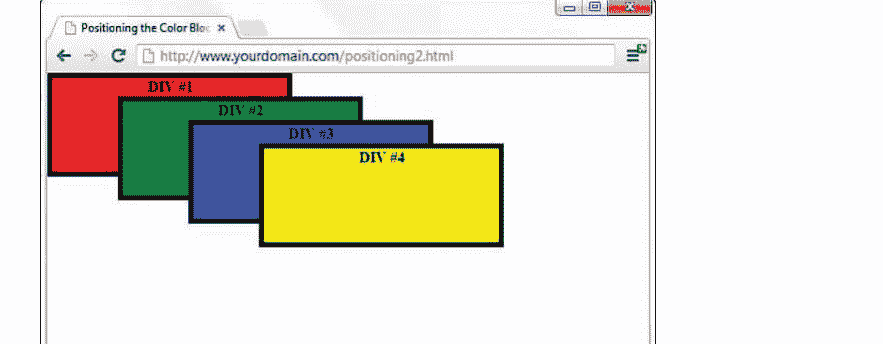 Positioning the Color Bloc
http://www.yourdomain.com/positioning2.html
DIV #1
DIV #2
DIV #3
DIV #4